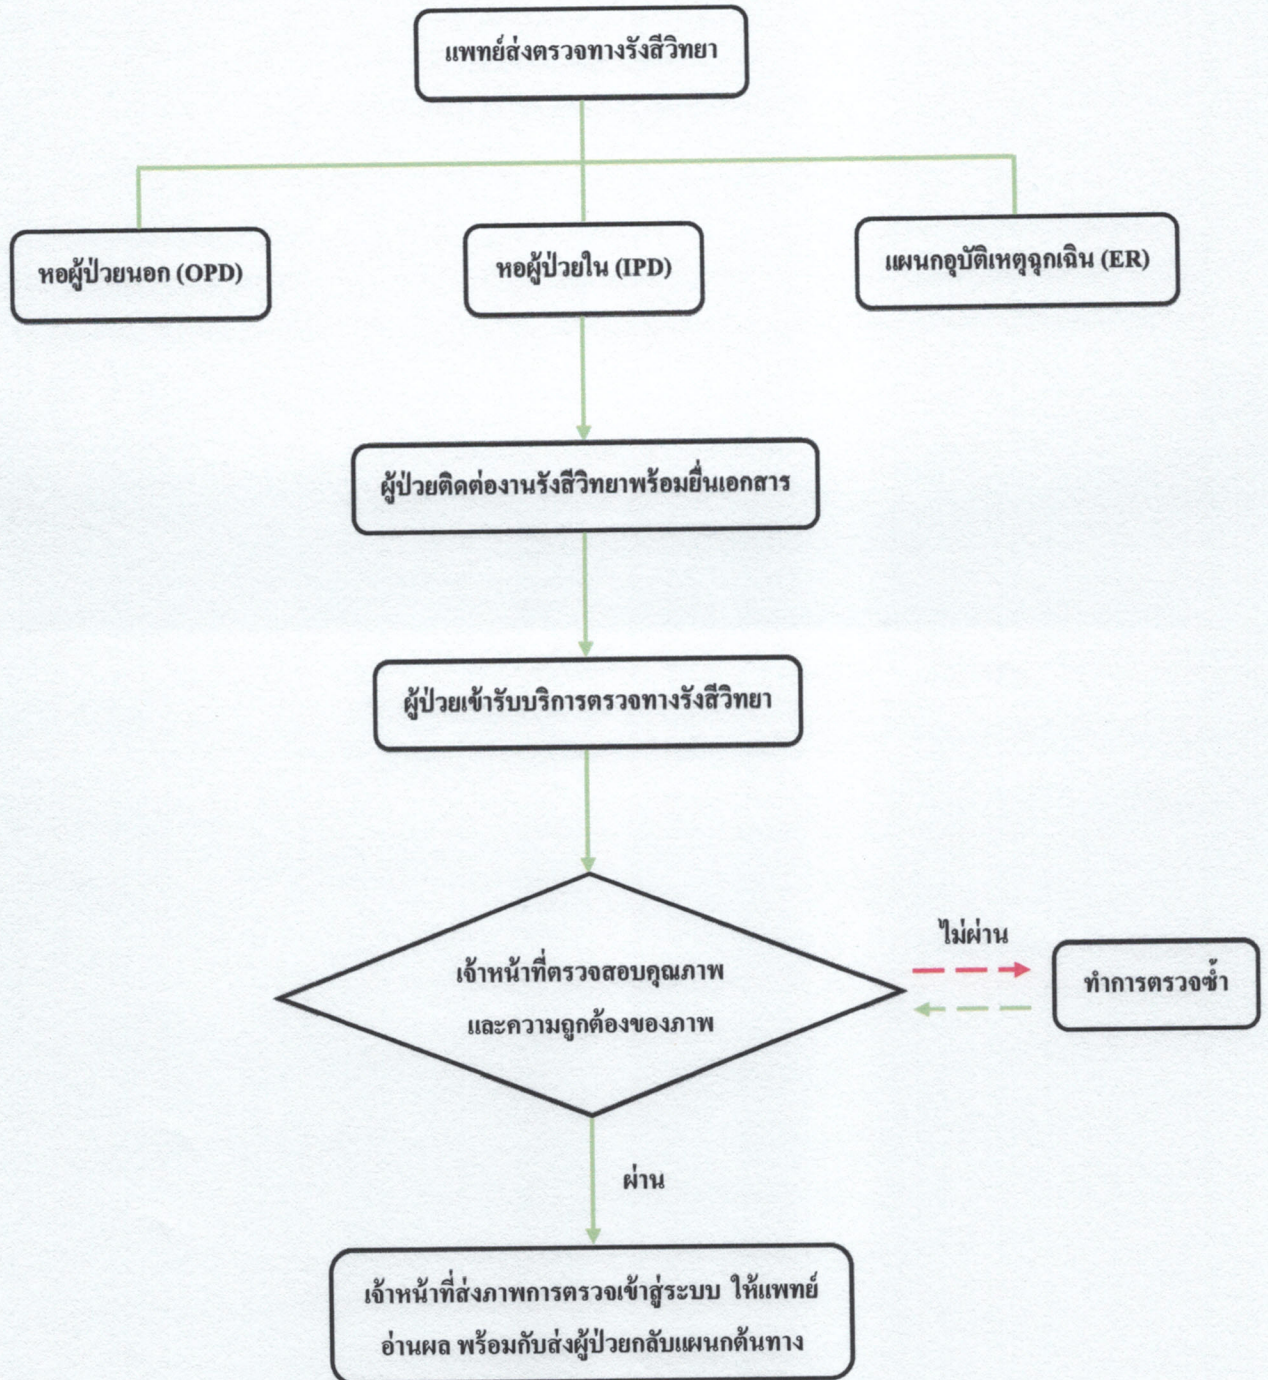 แพทย์ส่งตรวจทางรังสีวิทยา
หอผู้ป่วยนอก (OPD)
หอผู้ป่วยใน (IPD)
แผนกอุบัติเหตุฉุกเฉิน (ER)
ผู้ป่วยติดต่องานรังสีวิทยาพร้อมยื่นเอกสาร
ผู้ป่วยเข้ารับบริการตรวจทางรังสีวิทยา
เจ้าหน้าที่ตรวจสอบคุณภาพ
และความถูกต้องของภาพ
ไม่ผ่าน
ทำการตรวจซ้ำ
ผ่าน
เจ้าหน้าที่ส่งภาพการตรวจเข้าสู่ระบบ ให้แพทย์
อ่านผล พร้อมกับส่งผู้ป่วยกลับแผนกต้นทาง